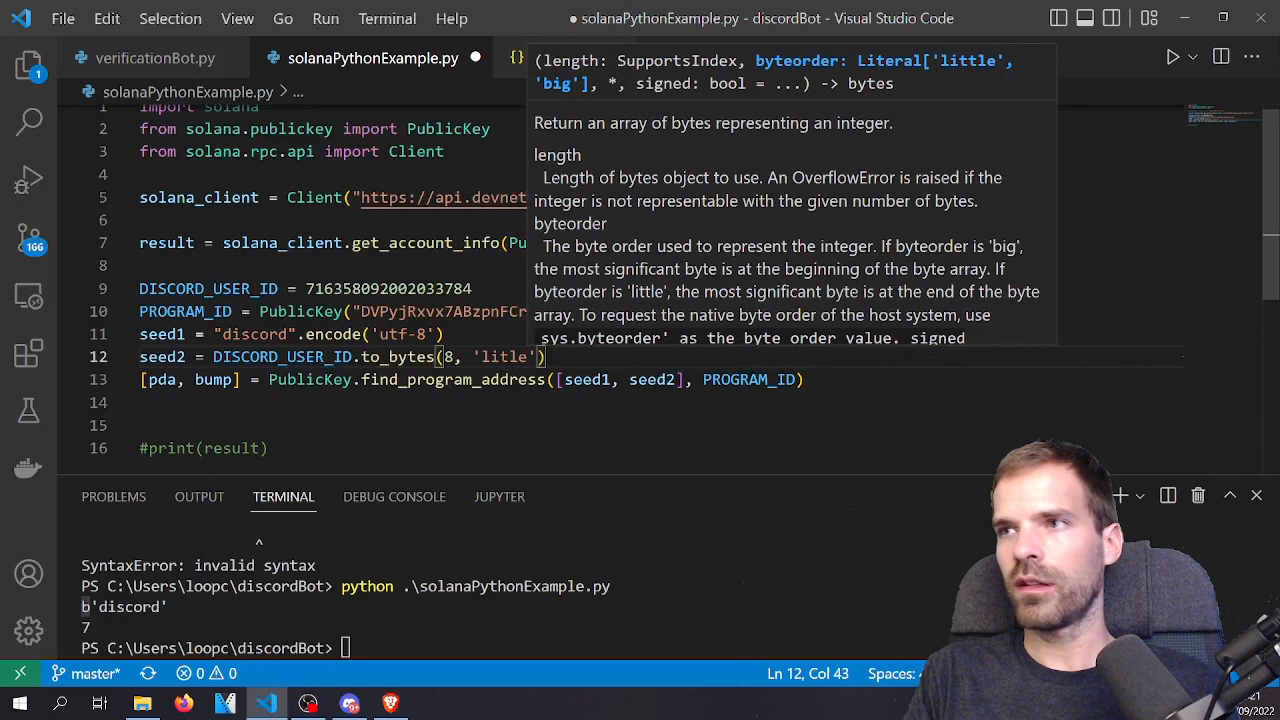 File Edit Selection View Go Run Terminal Help
● solanaPythonExample.py - discordBot - Visual Studio Code
verificationBot.py
solanaPythonExample.py ●
{}
solanaPythonExample.py > ...
1 import solana
2 from solana.publickey import PublicKey
3 from solana.rpc.api import Client
4
5 solana_client = Client("https://api.devnet
6
7 result = solana_client.get_account_info(Pu
8
9 DISCORD_USER_ID = 716358092002033784
10 PROGRAM_ID = PublicKey("DVPyjRxvx7ABzpnFCr
11 seed1 = "discord".encode('utf-8')
12 seed2 = DISCORD_USER_ID.to_bytes(8, 'litle')
13 [pda, bump] = PublicKey.find_program_address([seed1, seed2], PROGRAM_ID)
14
15
16 #print(result)
(length: SupportsIndex, byteorder: Literal['little',
'big'], *, signed: bool = ...) -> bytes
Return an array of bytes representing an integer.
length
Length of bytes object to use. An OverflowError is raised if the
integer is not representable with the given number of bytes.
byteorder
The byte order used to represent the integer. If byteorder is 'big',
the most significant byte is at the beginning of the byte array. If
byteorder is 'little', the most significant byte is at the end of the byte
array. To request the native byte order of the host system, use
sys.byteorder' as the byte order value. signed
1
166
PROBLEMS OUTPUT TERMINAL DEBUG CONSOLE JUPYTER
^
SyntaxError: invalid syntax
PS C:\Users\loopc\discordBot> python .\solanaPythonExample.py
b'discord'
7
PS C:\Users\loopc\discordBot>
master* 0 0
Ln 12, Col 43 Spaces:
/09/2022